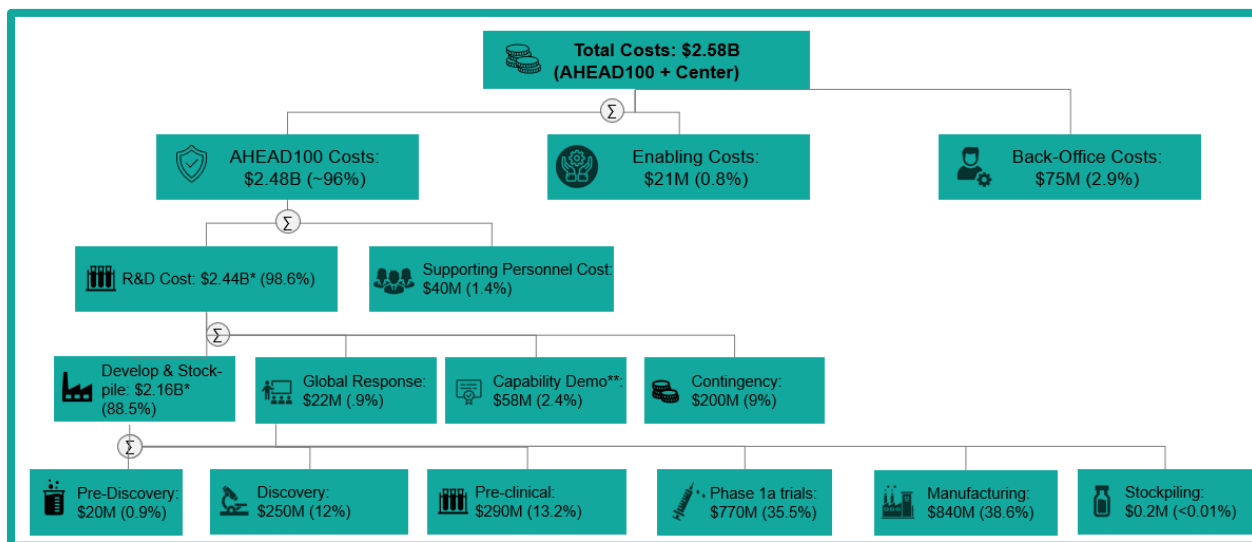 Total Costs: $2.58B
(AHEAD100 + Center)
∑
AHEAD100 Costs:
$2.48B (~96%)
Enabling Costs:
$21M (0.8%)
Back-Office Costs:
$75M (2.9%)
∑
R&D Cost: $2.44B* (98.6%)
Supporting Personnel Cost:
$40M (1.4%)
∑
Develop & Stock-
pile: $2.16B*
(88.5%)
Global Response:
$22M (.9%)
Capability Demo**:
$58M (2.4%)
Contingency:
$200M (9%)
∑
Pre-Discovery:
$20M (0.9%)
Discovery:
$250M (12%)
Pre-clinical:
$290M (13.2%)
Phase 1a trials:
$770M (35.5%)
Manufacturing:
$840M (38.6%)
Stockpiling:
$0.2M (<0.01%)